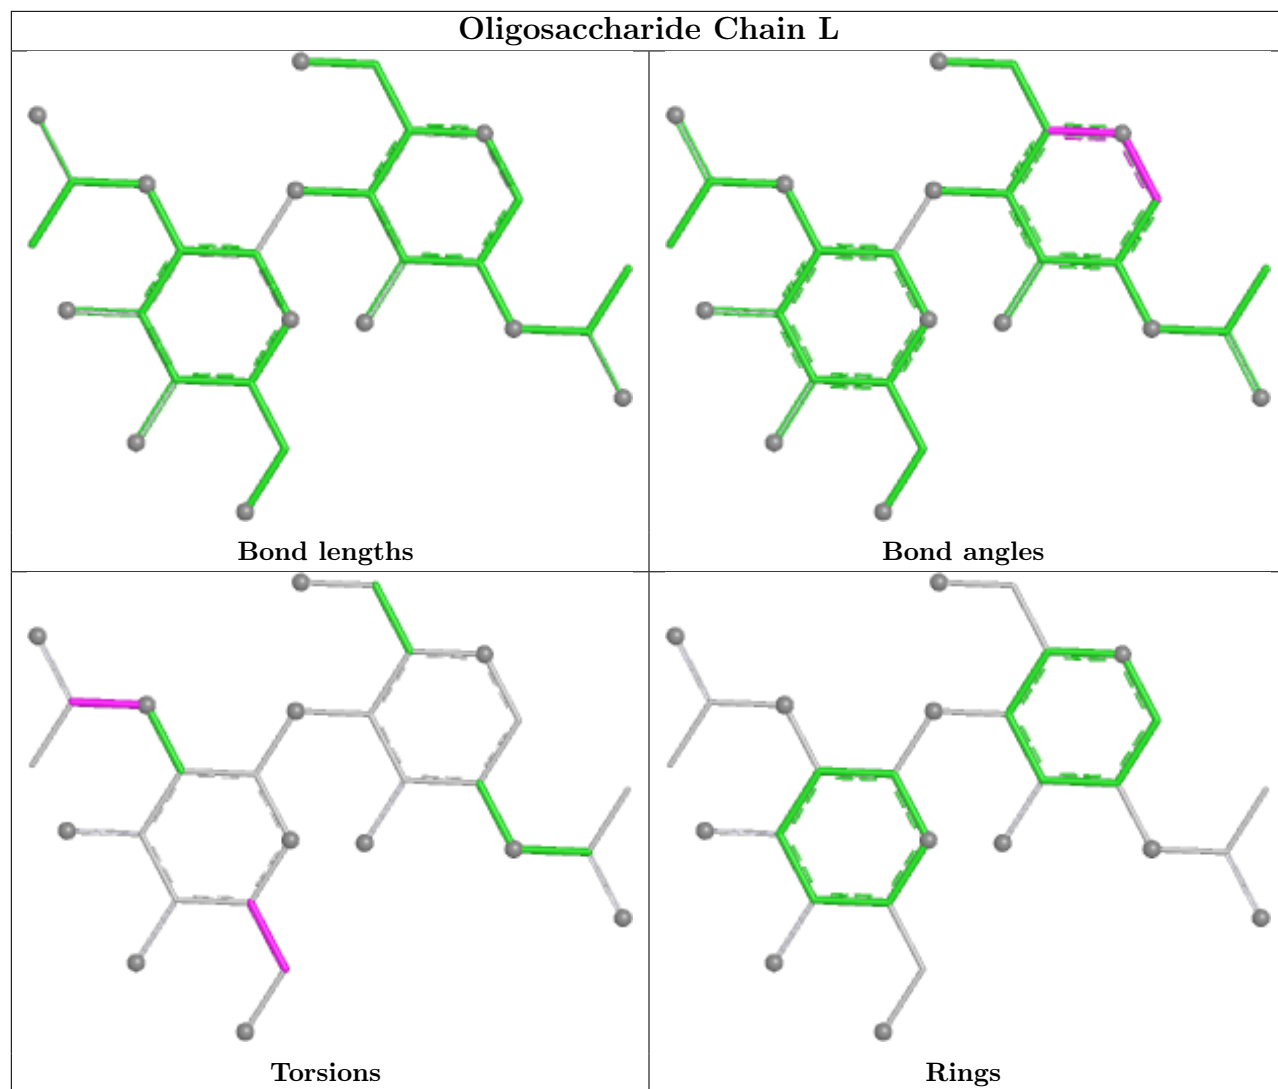 Oligosaccharide Chain L
Bond lengths
Bond angles
Torsions
Rings